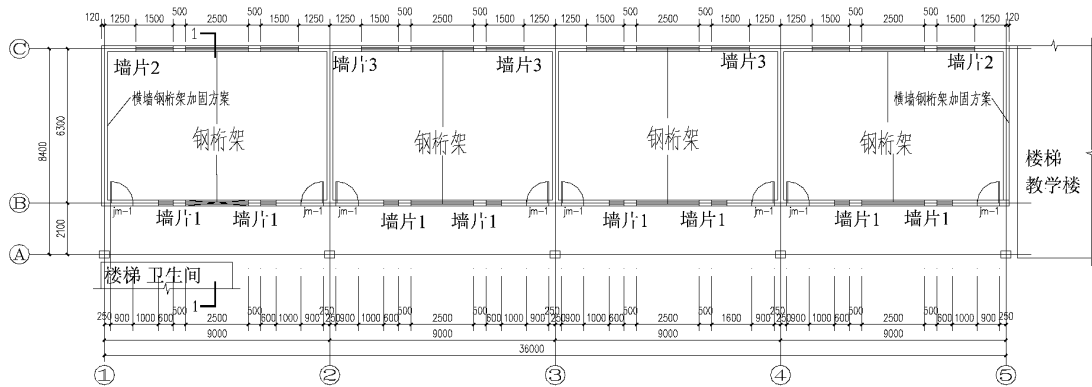 120 1250 1500 500 2500 500 1500 1250 1250 1500 500 2500 500 1500 1250 1250 1500 500 2500 500 1500 1250 1250 1500 500 2500 500 1500 1250 120
C
1
墙片2 墙片3 墙片3 墙片3 墙片2
横墙钢桁架加固方案 横墙钢桁架加固方案
钢桁架 钢桁架 钢桁架 钢桁架
8400 6300
楼梯
教学楼
B
jm-1 jm-1 jm-1 jm-1 jm-1 jm-1 jm-1 jm-1
墙片1 墙片1 墙片1 墙片1 墙片1 墙片1 墙片1 墙片1
2100
A
楼梯 卫生间
1
250 900 1000 600 500 2500 500 600 1000 900 250 250 900 1000 600 500 2500 500 600 1000 900 250 250 900 1000 600 500 2500 500 600 1600 900 250 250 900 1000 600 500 2500 500 600 1000 900 250
9000 9000 9000 9000
36000
1 2 3 4 5